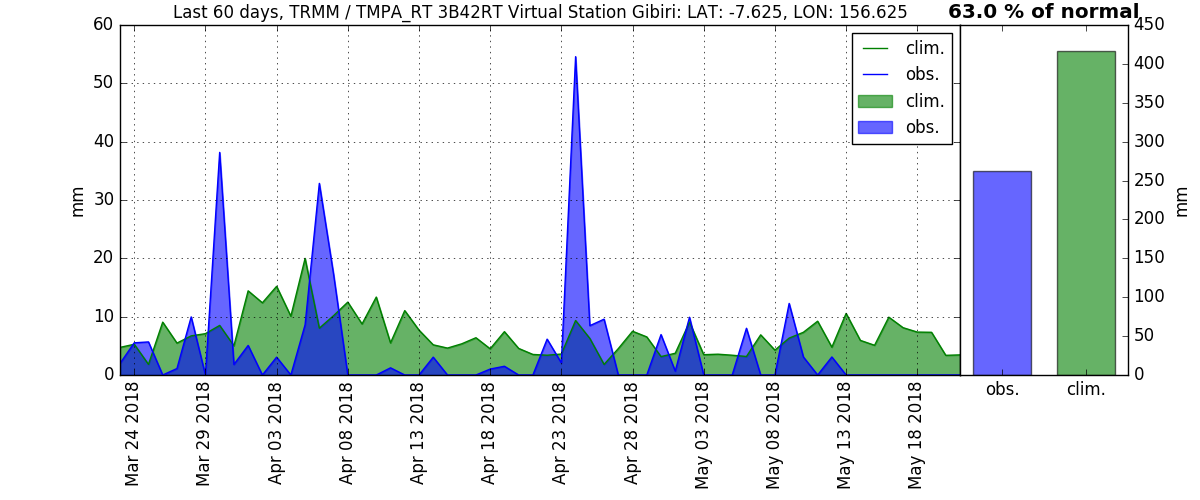 Last 60 days, TRMM / TMPA_RT 3B42RT Virtual Station Gibiri: LAT: -7.625, LON: 156.625
63.0 % of normal
60
50
40
30
20
10
0
mm
clim.
obs.
clim.
obs.
Mar 24 2018
Mar 29 2018
Apr 03 2018
Apr 08 2018
Apr 13 2018
Apr 18 2018
Apr 23 2018
Apr 28 2018
May 03 2018
May 08 2018
May 13 2018
May 18 2018
450
400
350
300
250
200
150
100
50
0
mm
obs.
clim.